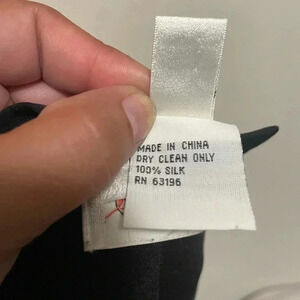 MADE IN CHINA
DRY CLEAN ONLY
100% SILK
RN 63196